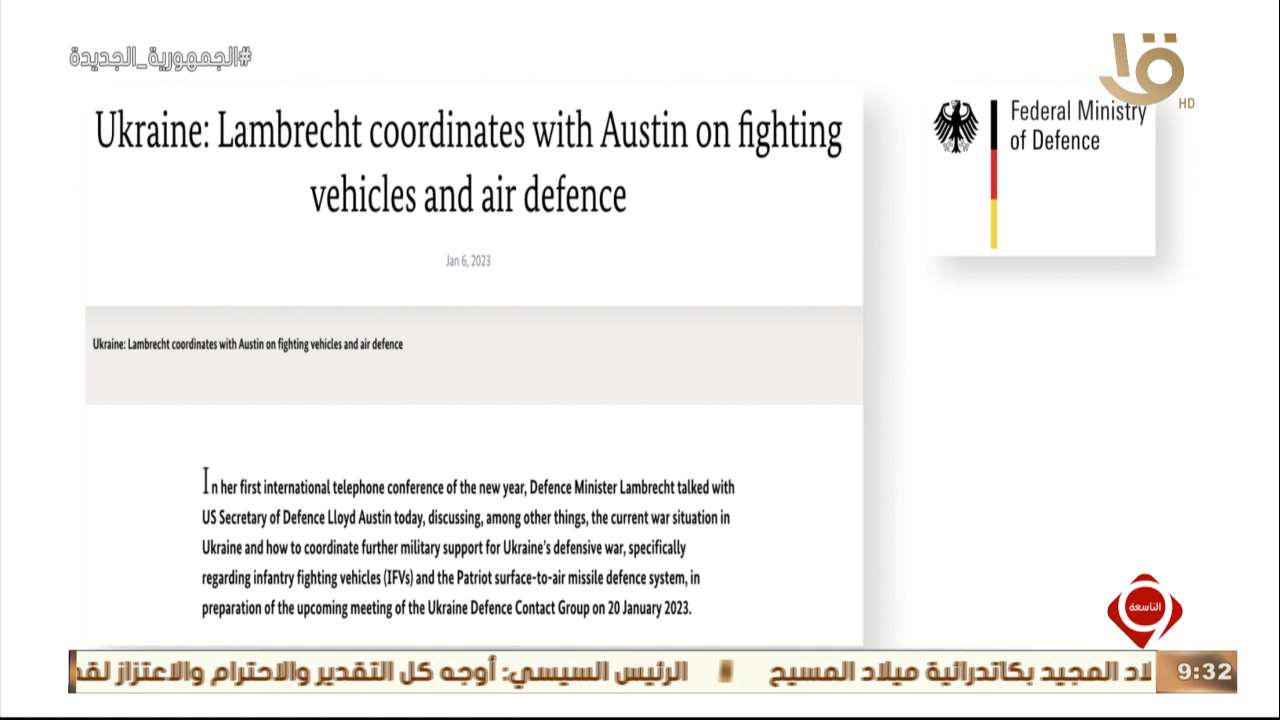 #الجمهورية_الجديدة
HD
Federal Ministry
of Defence
Ukraine: Lambrecht coordinates with Austin on fighting
vehicles and air defence
Jan 6, 2023
Ukraine: Lambrecht coordinates with Austin on fighting vehicles and air defence
In her first international telephone conference of the new year, Defence Minister Lambrecht talked with
US Secretary of Defence Lloyd Austin today, discussing, among other things, the current war situation in
Ukraine and how to coordinate further military support for Ukraine's defensive war, specifically
regarding infantry fighting vehicles (IFVs) and the Patriot surface-to-air missile defence system, in
preparation of the upcoming meeting of the Ukraine Defence Contact Group on 20 January 2023.
التاسعة
لاد المجيد بكاتدرائية ميلاد المسيح الرئيس السيسي: أوجه كل التقدير والاحترام والاعتزاز لقد
9:32